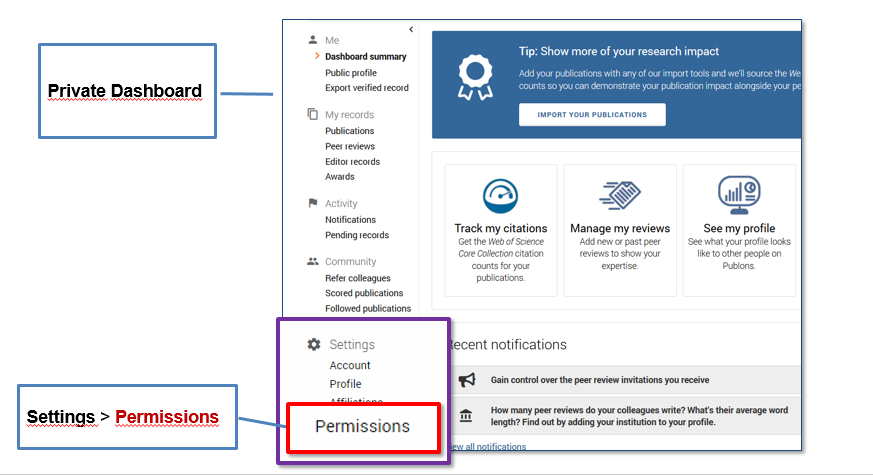 Private Dashboard
Me
Dashboard summary
Public profile
Export verified record
My records
Publications
Peer reviews
Editor records
Awards
Activity
Notifications
Pending records
Community
Refer colleagues
Scored publications
Followed publications
Settings
Account
Profile
Affiliations
Permissions
Settings > Permissions
Tip: Show more of your research impact
Add your publications with any of our import tools and we'll source the We
counts so you can demonstrate your publication impact alongside your pe
IMPORT YOUR PUBLICATIONS
Track my citations
Get the Web of Science
Core Collection citation
counts for your
publications.
Manage my reviews
Add new or past peer
reviews to show your
expertise.
See my profile
See what your profile looks
like to other people on
Publons.
ecent notifications
Gain control over the peer review invitations you receive
How many peer reviews do your colleagues write? What's their average word
length? Find out by adding your institution to your profile.
ew all notifications